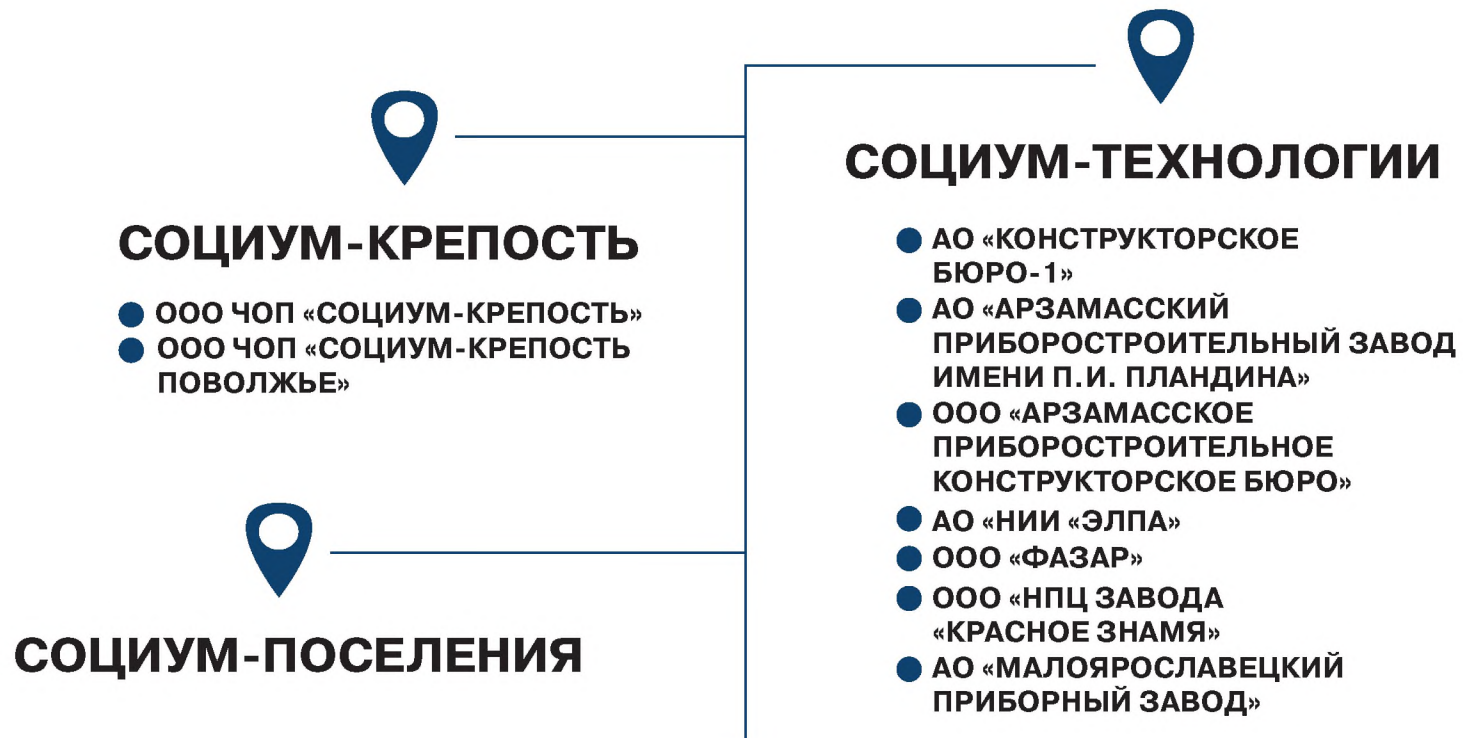 СОЦИУМ-КРЕПОСТЬ
ООО ЧОП «СОЦИУМ-КРЕПОСТЬ»
ООО ЧОП «СОЦИУМ-КРЕПОСТЬ
ПОВОЛЖЬЕ»
СОЦИУМ-ПОСЕЛЕНИЯ
СОЦИУМ-ТЕХНОЛОГИИ
АО «КОНСТРУКТОРСКОЕ
БЮРО-1»
АО «АРЗАМАССКИЙ
ПРИБОРОСТРОИТЕЛЬНЫЙ ЗАВОД
ИМЕНИ П.И. ПЛАНДИНА»
ООО «АРЗАМАССКОЕ
ПРИБОРОСТРОИТЕЛЬНОЕ
КОНСТРУКТОРСКОЕ БЮРО»
АО «НИИ «ЭЛПА»
ООО «ФАЗАР»
ООО «НПЦ ЗАВОДА
«КРАСНОЕ ЗНАМЯ»
АО «МАЛОЯРОСЛАВЕЦКИЙ
ПРИБОРНЫЙ ЗАВОД»